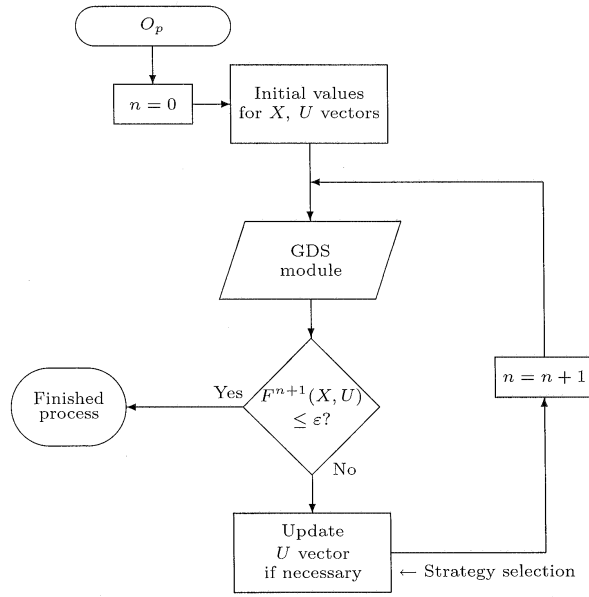 O_p
n = 0
Initial values
for X, U vectors
GDS
module
F^{n+1}(X, U)
≤ ε?
Yes
Finished
process
No
n = n + 1
Update
U vector
if necessary
← Strategy selection